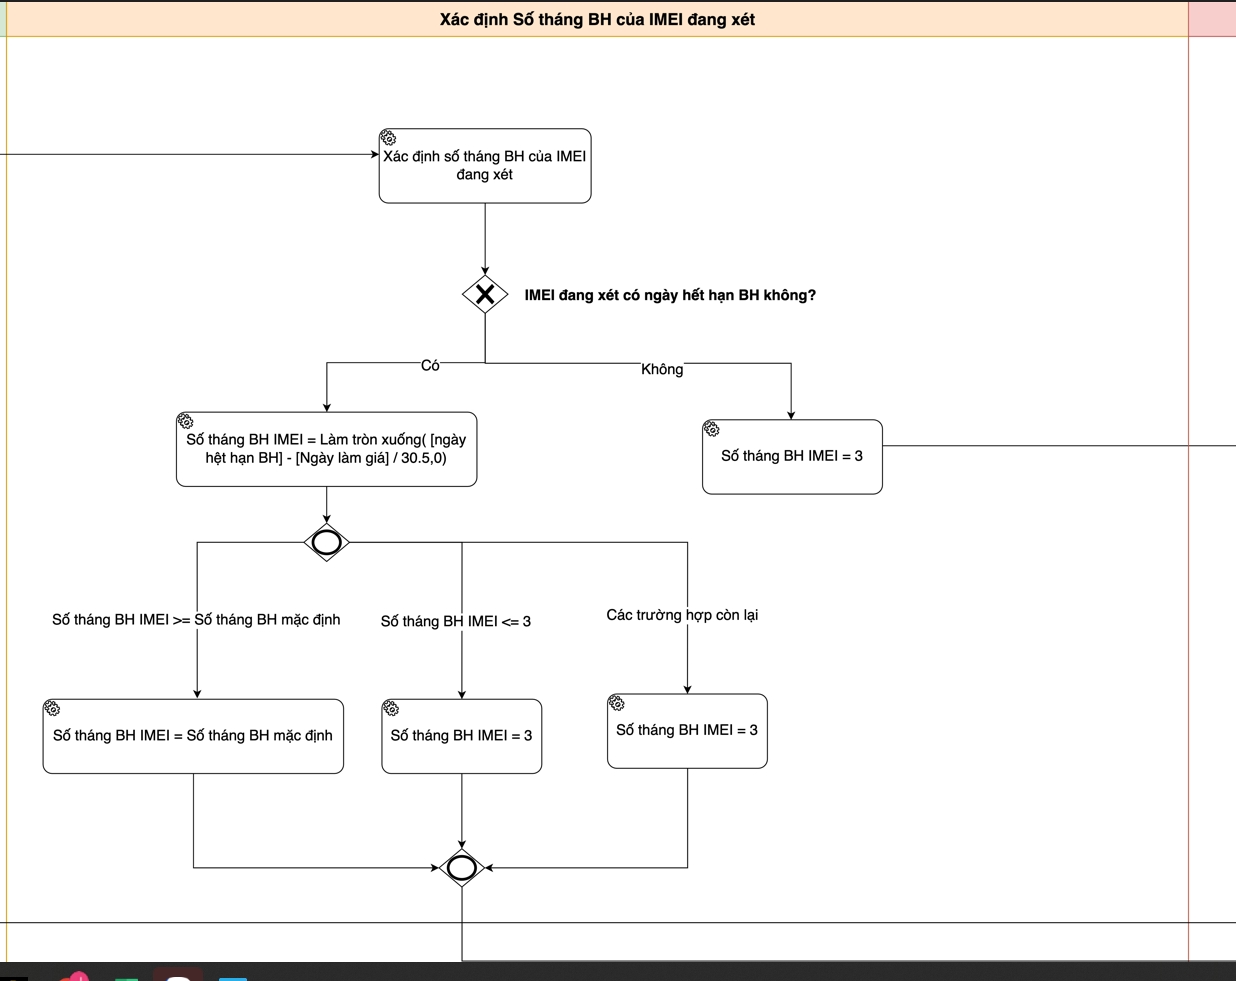 Xác định Số tháng BH của IMEI đang xét
Xác định số tháng BH của IMEI
đang xét
IMEI đang xét có ngày hết hạn BH không?
Có
Không
Số tháng BH IMEI = Làm tròn xuống( [ngày
hệt hạn BH] - [Ngày làm giá] / 30.5,0)
Số tháng BH IMEI = 3
Số tháng BH IMEI >= Số tháng BH mặc định
Số tháng BH IMEI <= 3
Các trường hợp còn lại
Số tháng BH IMEI = Số tháng BH mặc định
Số tháng BH IMEI = 3
Số tháng BH IMEI = 3